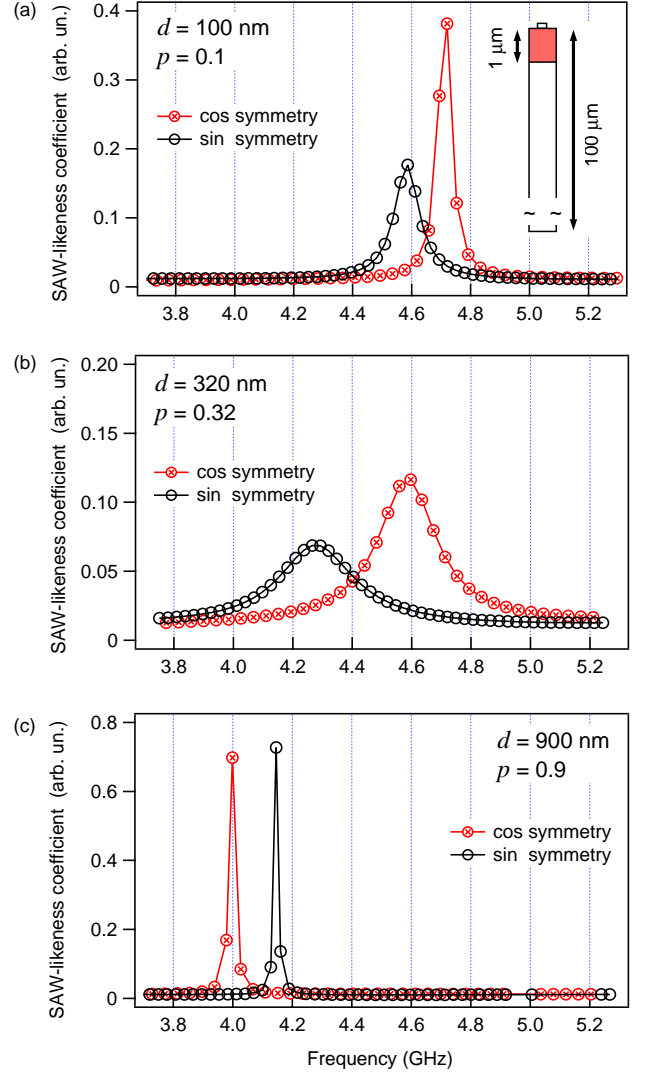 (a)
0.4
0.3
0.2
0.1
0
SAW-likeness coefficient (arb. un.)
d = 100 nm
p = 0.1
cos symmetry
sin symmetry
1 μm
100 μm
~ ~
3.8 4.0 4.2 4.4 4.6 4.8 5.0 5.2
(b)
0.20
0.15
0.10
0.05
0
SAW-likeness coefficient (arb. un.)
d = 320 nm
p = 0.32
cos symmetry
sin symmetry
3.8 4.0 4.2 4.4 4.6 4.8 5.0 5.2
(c)
0.8
0.6
0.4
0.2
0
SAW-likeness coefficient (arb. un.)
d = 900 nm
p = 0.9
cos symmetry
sin symmetry
3.8 4.0 4.2 4.4 4.6 4.8 5.0 5.2
Frequency (GHz)